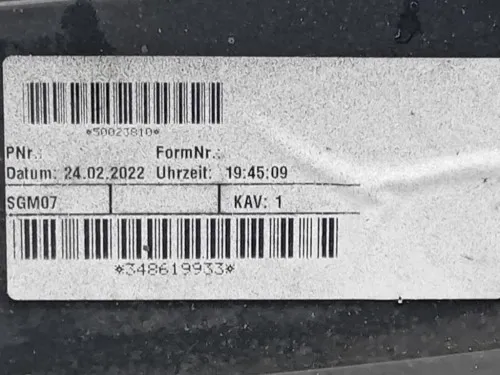 *50023810*
PNr.: FormNr.:
Datum: 24.02.2022 Uhrzeit: 19:45:09
SGM07 KAV: 1
*348619933*